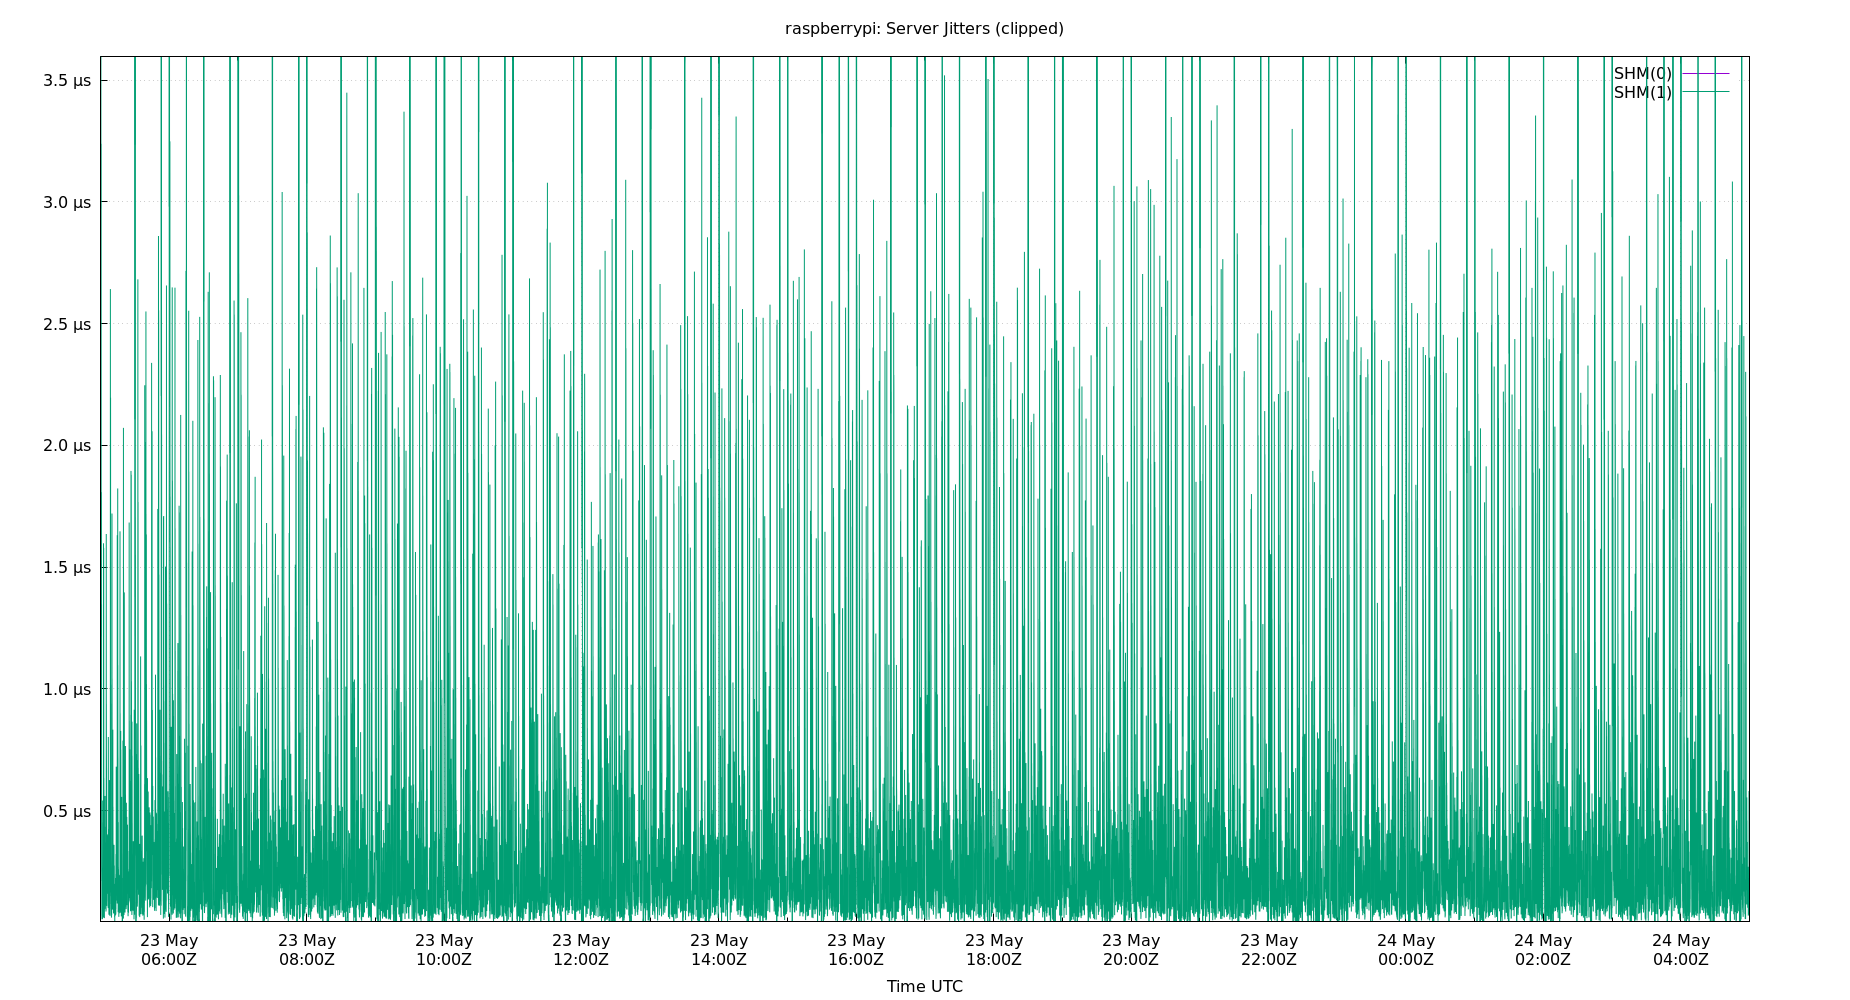 raspberrypi: Server Jitters (clipped)
SHM(0)
SHM(1)
3.5 μs
3.0 μs
2.5 μs
2.0 μs
1.5 μs
1.0 μs
0.5 μs
23 May 23 May 23 May 23 May 23 May 23 May 23 May 23 May 23 May 24 May 24 May 24 May
06:00Z 08:00Z 10:00Z 12:00Z 14:00Z 16:00Z 18:00Z 20:00Z 22:00Z 00:00Z 02:00Z 04:00Z
Time UTC